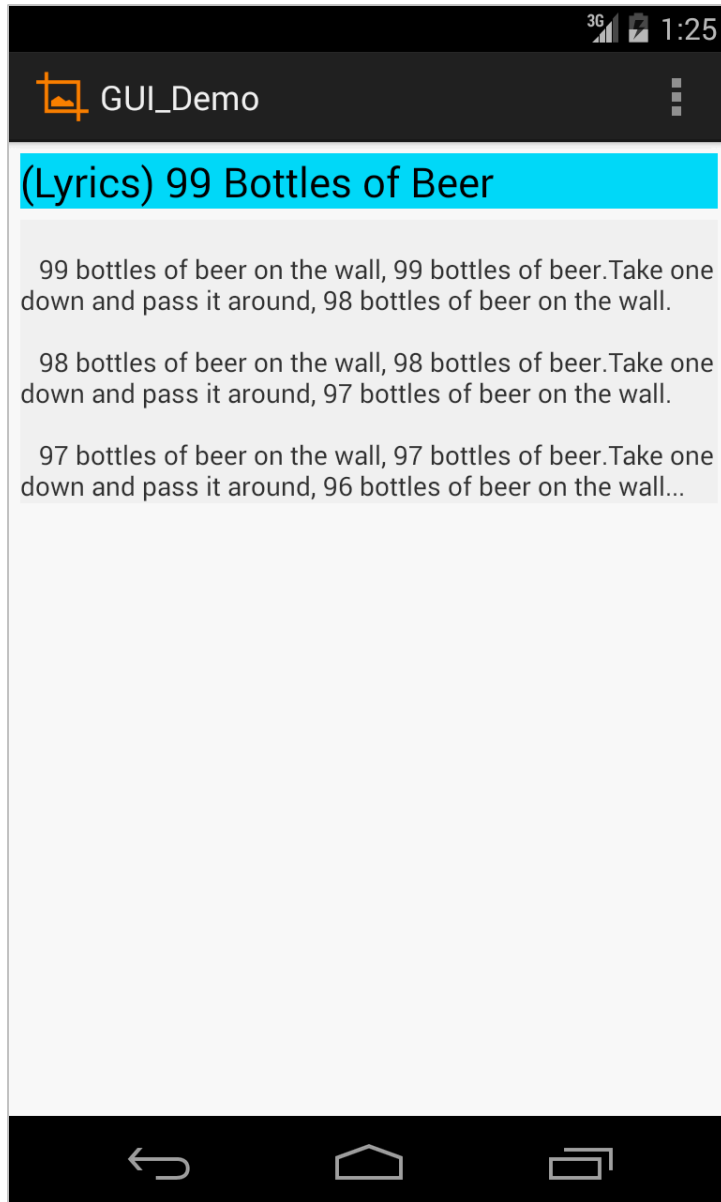 3G 1:25
GUI_Demo
(Lyrics) 99 Bottles of Beer
99 bottles of beer on the wall, 99 bottles of beer.Take one
down and pass it around, 98 bottles of beer on the wall.
98 bottles of beer on the wall, 98 bottles of beer.Take one
down and pass it around, 97 bottles of beer on the wall.
97 bottles of beer on the wall, 97 bottles of beer.Take one
down and pass it around, 96 bottles of beer on the wall...